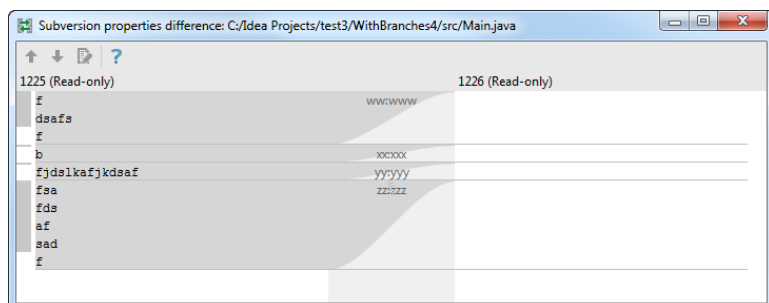 Subversion properties difference: C:/Idea Projects/test3/WithBranches4/src/Main.java
?
1225 (Read-only) 1226 (Read-only)
f ww:www
dsafs
f
b xx:xxx
fjdslkafjkdsaf yy:yyy
fsa zz:zzz
fds
af
sad
f